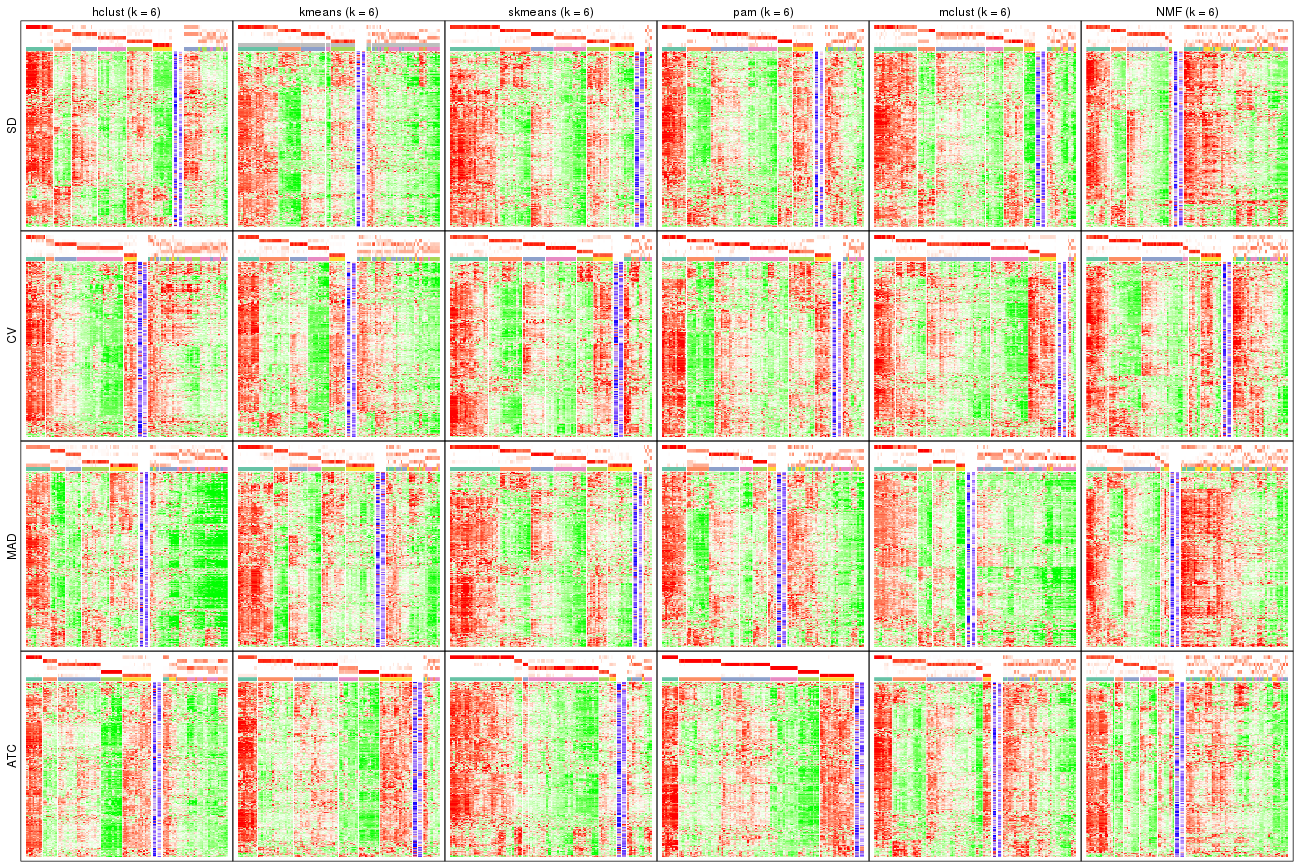 hclust (k = 6) kmeans (k = 6) skmeans (k = 6) pam (k = 6) mclust (k = 6) NMF (k = 6)
SD
CV
MAD
ATC